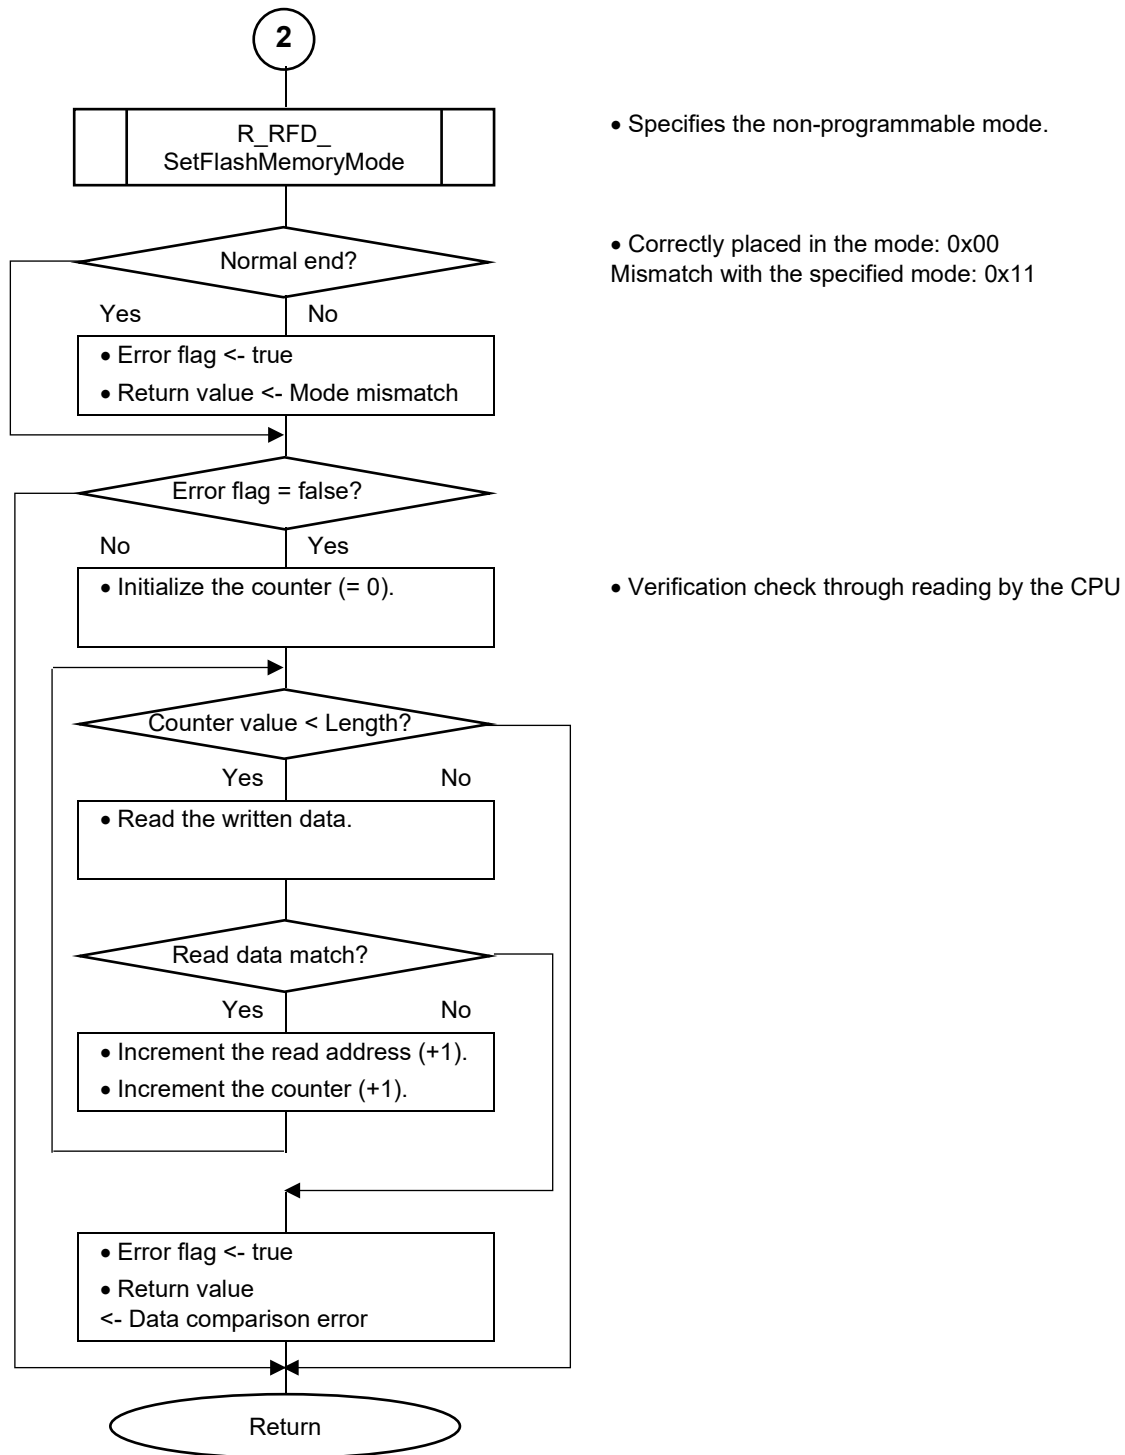 2
R_RFD_
SetFlashMemoryMode
• Specifies the non-programmable mode.
Normal end?
• Correctly placed in the mode: 0x00
Mismatch with the specified mode: 0x11
Yes No
• Error flag <- true
• Return value <- Mode mismatch
Error flag = false?
No Yes
• Initialize the counter (= 0).
• Verification check through reading by the CPU
Counter value < Length?
Yes No
• Read the written data.
Read data match?
Yes No
• Increment the read address (+1).
• Increment the counter (+1).
• Error flag <- true
• Return value
<- Data comparison error
Return